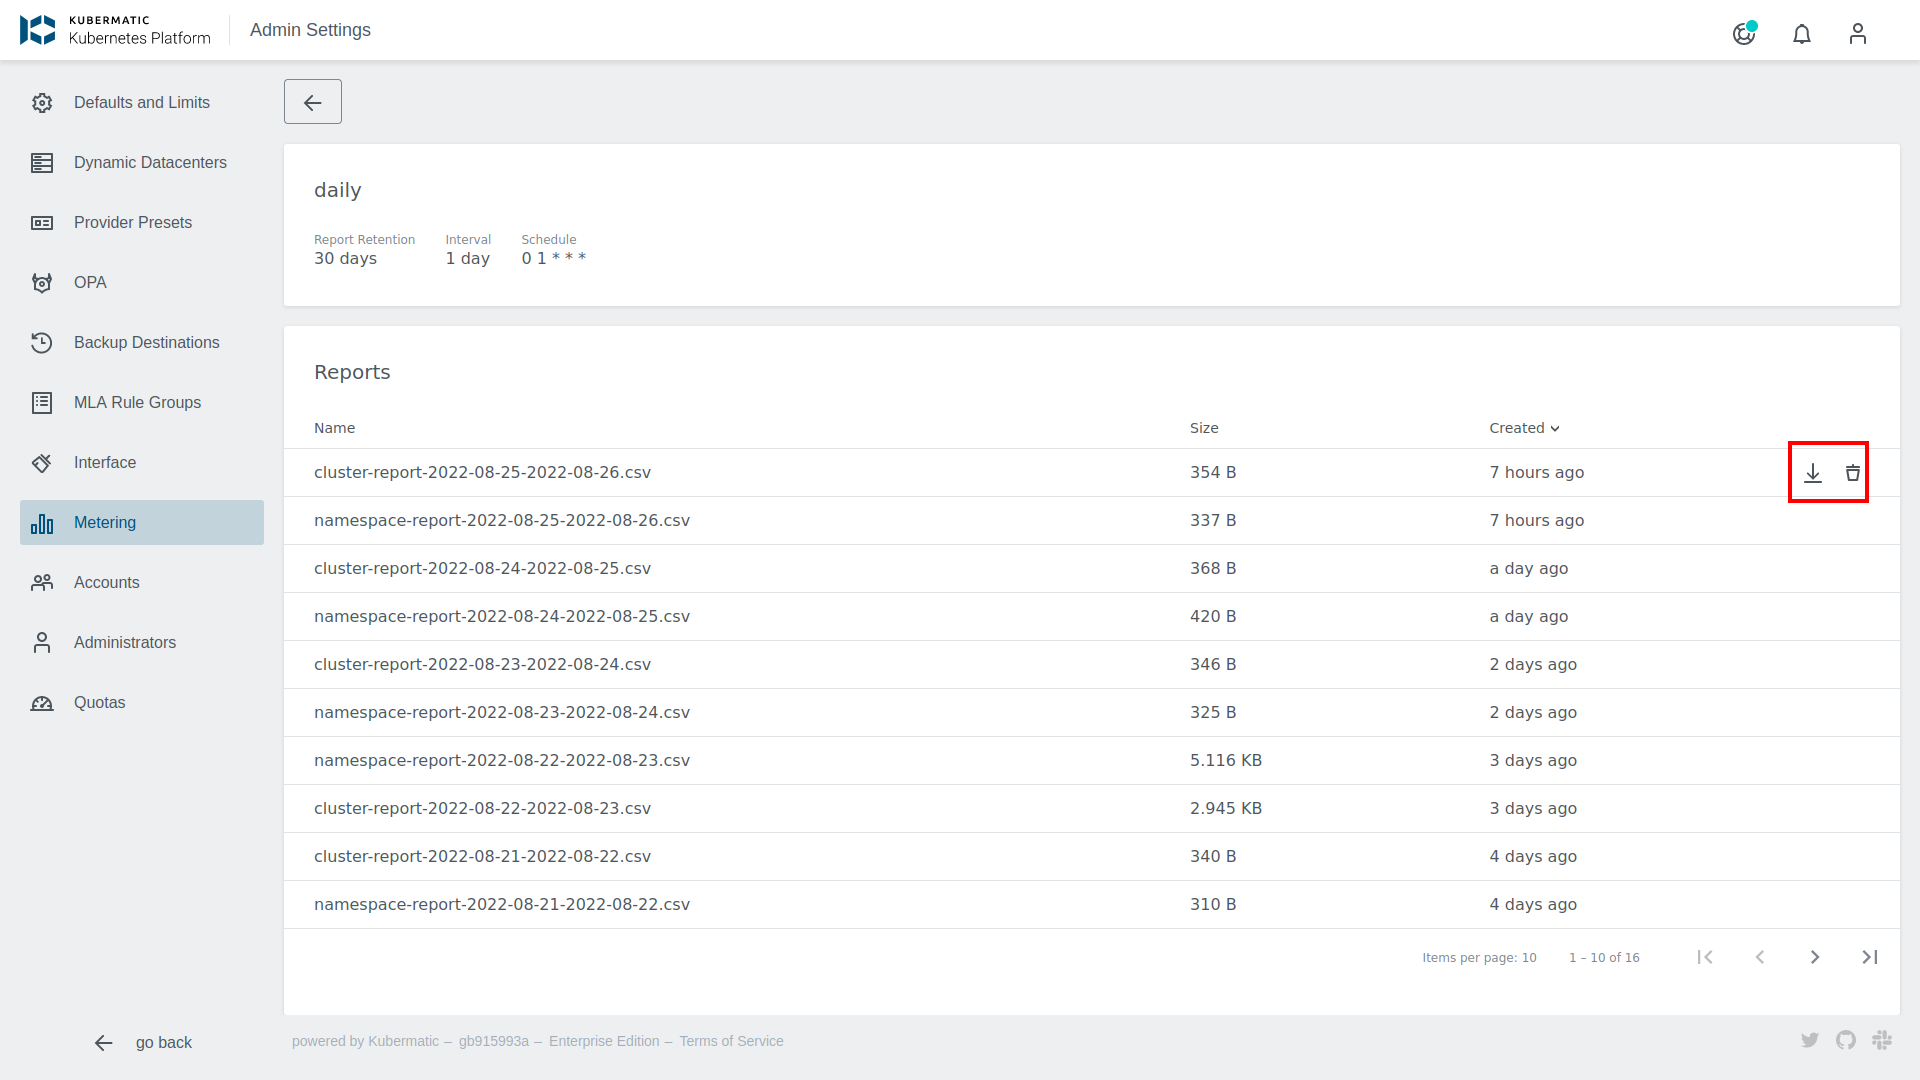 KUBERMATIC
Kubernetes Platform
Admin Settings
Defaults and Limits
Dynamic Datacenters
Provider Presets
OPA
Backup Destinations
MLA Rule Groups
Interface
Metering
Accounts
Administrators
Quotas
go back
daily
Report Retention Interval Schedule
30 days 1 day 0 1 * * *
Reports
Name Size Created
cluster-report-2022-08-25-2022-08-26.csv 354 B 7 hours ago
namespace-report-2022-08-25-2022-08-26.csv 337 B 7 hours ago
cluster-report-2022-08-24-2022-08-25.csv 368 B a day ago
namespace-report-2022-08-24-2022-08-25.csv 420 B a day ago
cluster-report-2022-08-23-2022-08-24.csv 346 B 2 days ago
namespace-report-2022-08-23-2022-08-24.csv 325 B 2 days ago
namespace-report-2022-08-22-2022-08-23.csv 5.116 KB 3 days ago
cluster-report-2022-08-22-2022-08-23.csv 2.945 KB 3 days ago
cluster-report-2022-08-21-2022-08-22.csv 340 B 4 days ago
namespace-report-2022-08-21-2022-08-22.csv 310 B 4 days ago
Items per page: 10 1 – 10 of 16
powered by Kubermatic – gb915993a – Enterprise Edition – Terms of Service